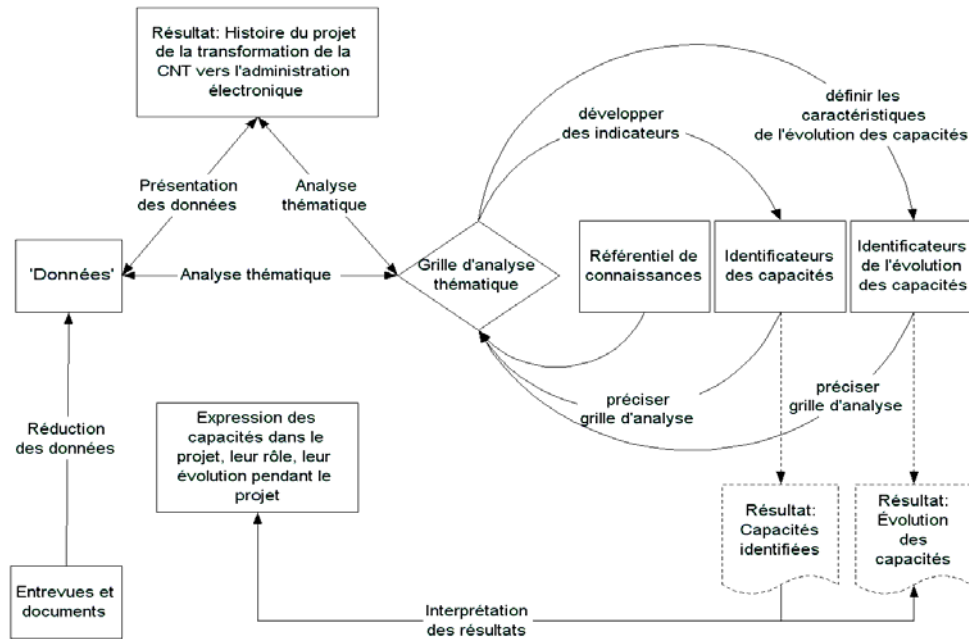 Résultat: Histoire du projet
de la transformation de la
CNT vers l'administration
électronique
développer
des indicateurs
définir les
caractéristiques
de l'évolution des capacités
Présentation
des données
Analyse
thématique
'Données'
Analyse thématique
Grille d'analyse
thématique
Référentiel de
connaissances
Identificateurs
des capacités
Identificateurs
de l'évolution
des capacités
Réduction
des données
Expression des
capacités dans le
projet, leur rôle, leur
évolution pendant le
projet
préciser
grille d'analyse
préciser
grille d'analyse
Résultat:
Capacités
identifiées
Résultat:
Évolution
des
capacités
Entrevues et
documents
Interprétation
des résultats